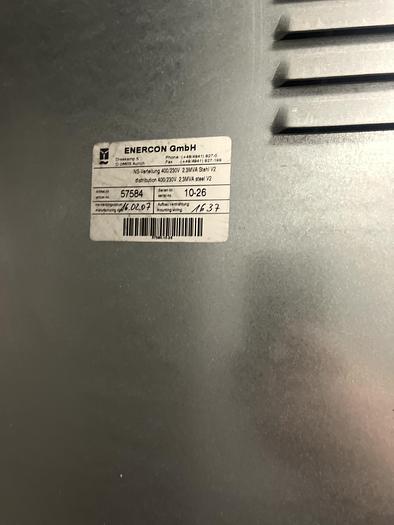 ENERCON GmbH
Dreekamp 5 Phone: (+49/4941) 927-0
D-26605 Aurich Fax (+49/4941) 927-199
NS-Verteilung 400/230V 2,3MVA Stahl V2
distribution 400/230V 2,3MVA steel V2
57584 10-26
16.02.07 1637